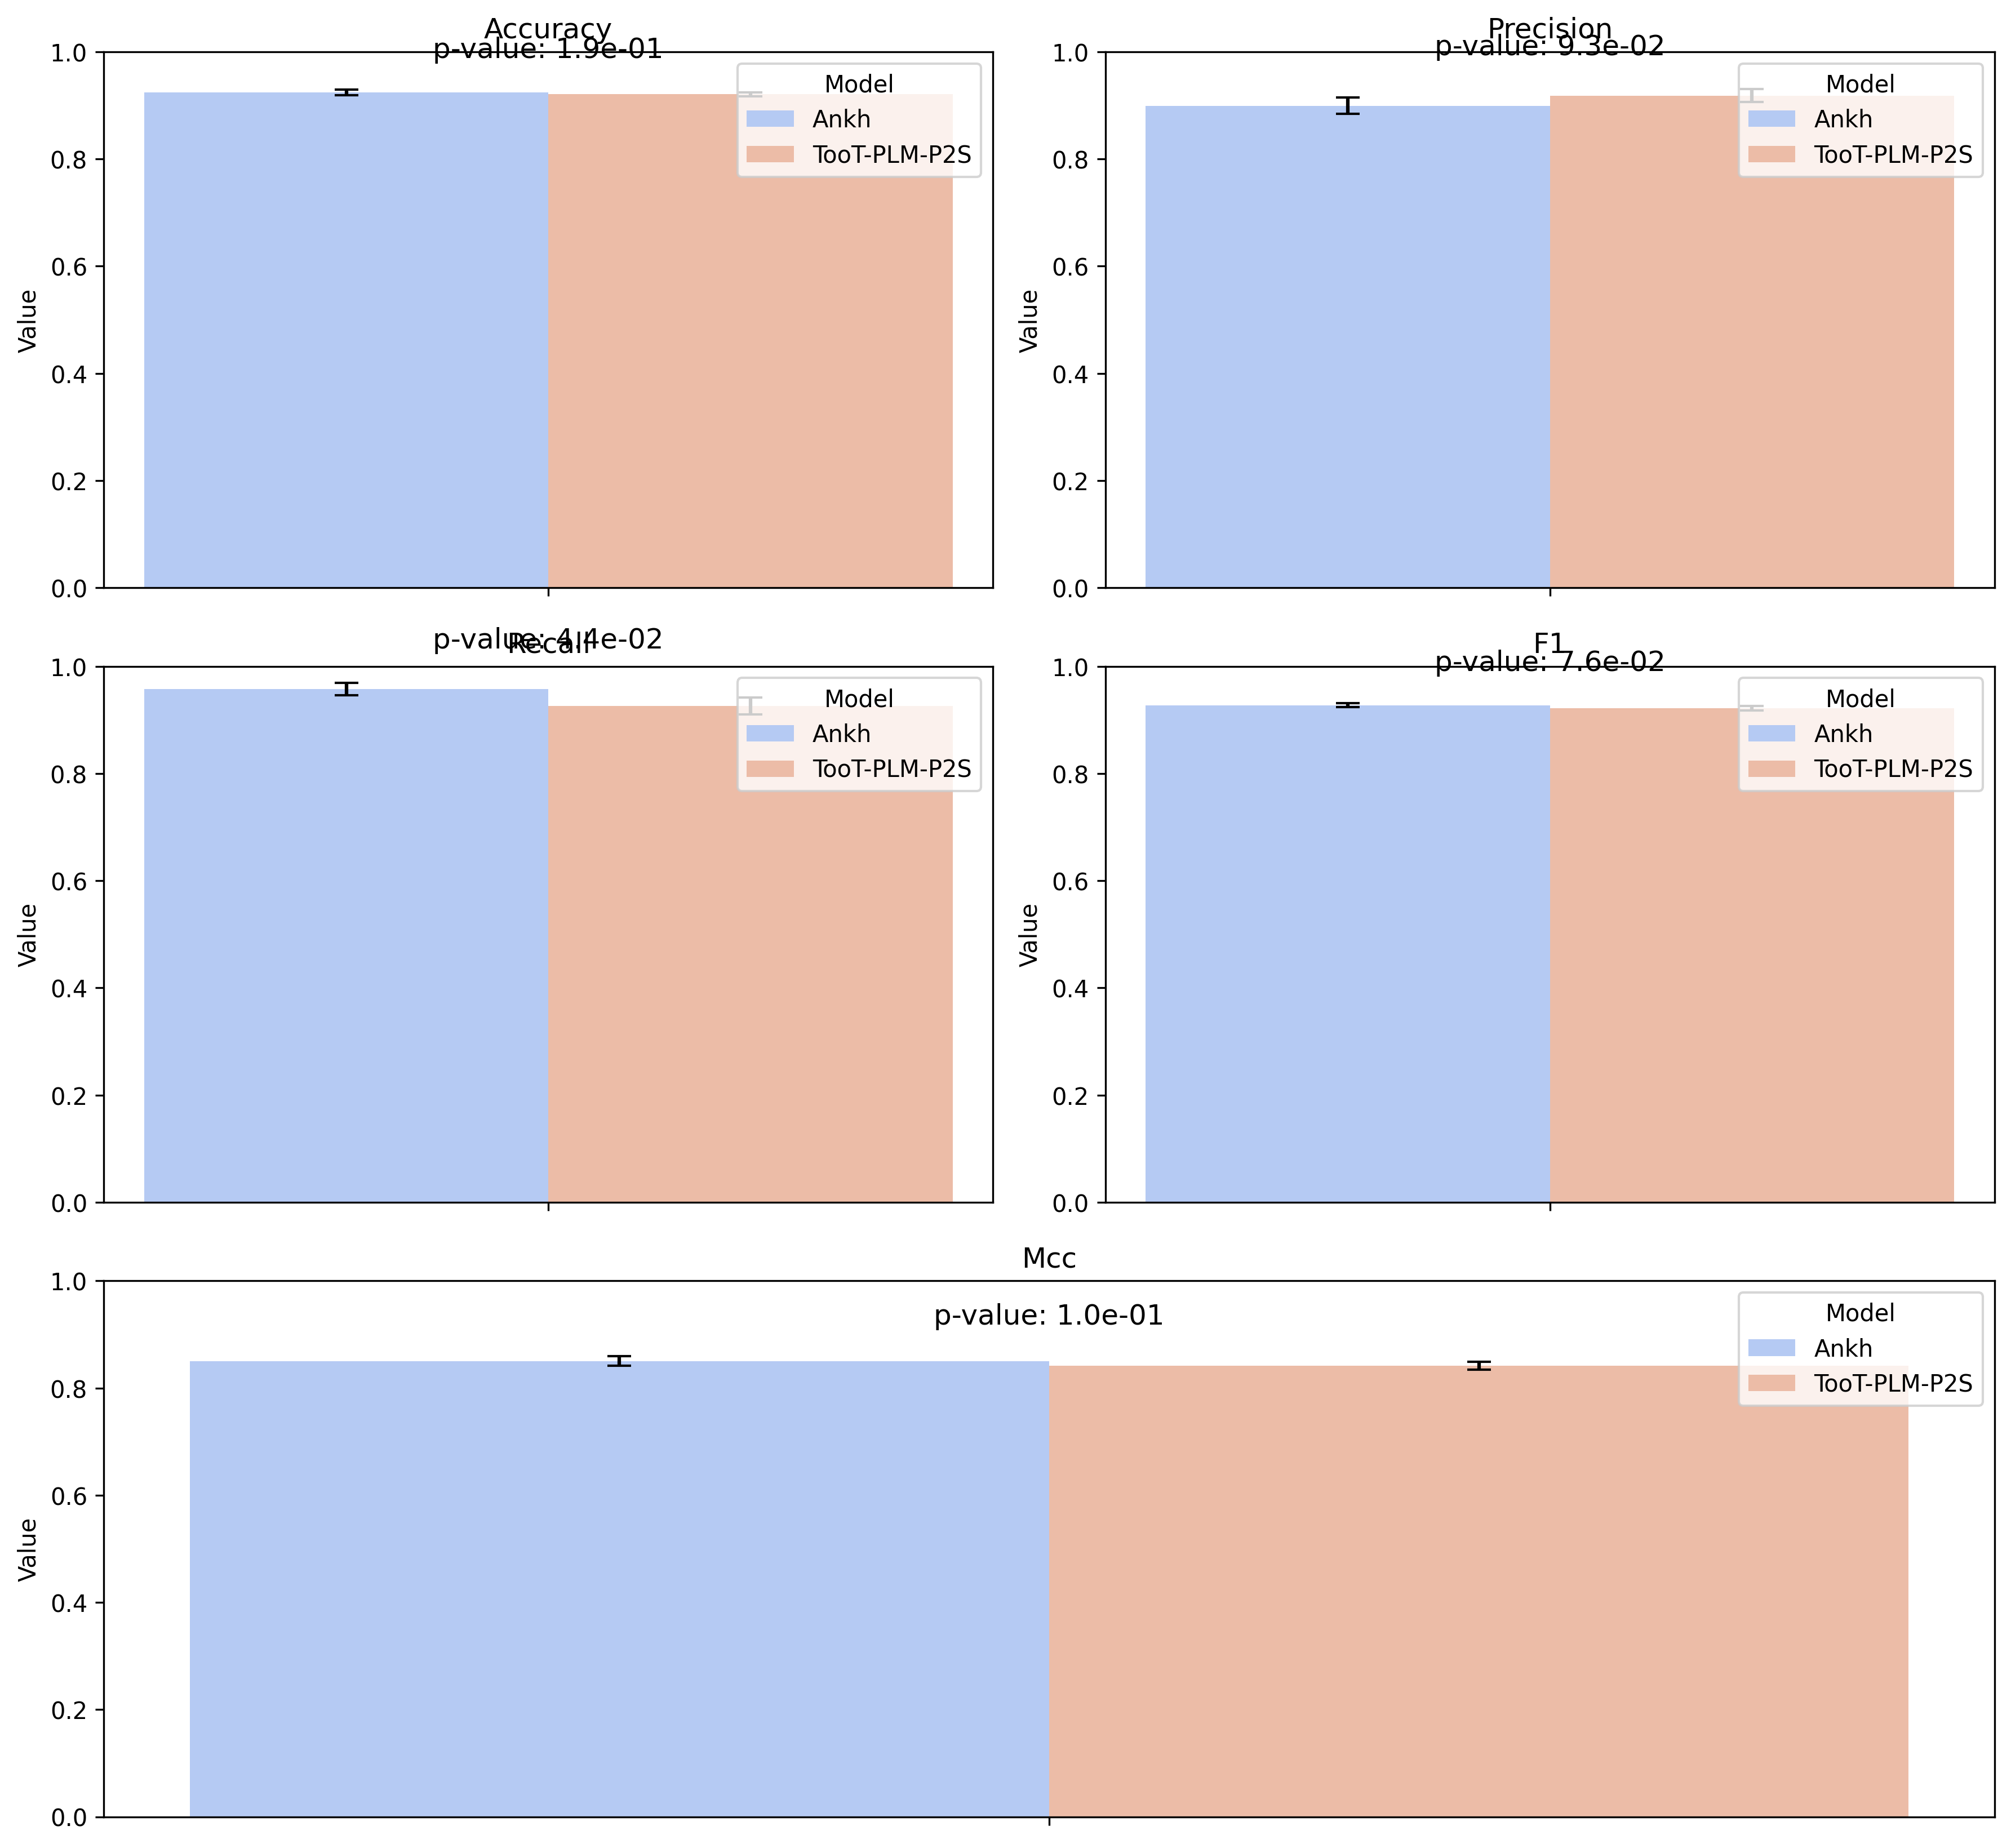 Accuracy
p-value: 1.9e-01
1.0
0.8
0.6
0.4
0.2
0.0
Value
Model
Ankh
TooT-PLM-P2S
Precision
p-value: 9.3e-02
1.0
0.8
0.6
0.4
0.2
0.0
Value
Model
Ankh
TooT-PLM-P2S
Recall
p-value: 4.4e-02
1.0
0.8
0.6
0.4
0.2
0.0
Value
Model
Ankh
TooT-PLM-P2S
F1
p-value: 7.6e-02
1.0
0.8
0.6
0.4
0.2
0.0
Value
Model
Ankh
TooT-PLM-P2S
Mcc
p-value: 1.0e-01
1.0
0.8
0.6
0.4
0.2
0.0
Value
Model
Ankh
TooT-PLM-P2S